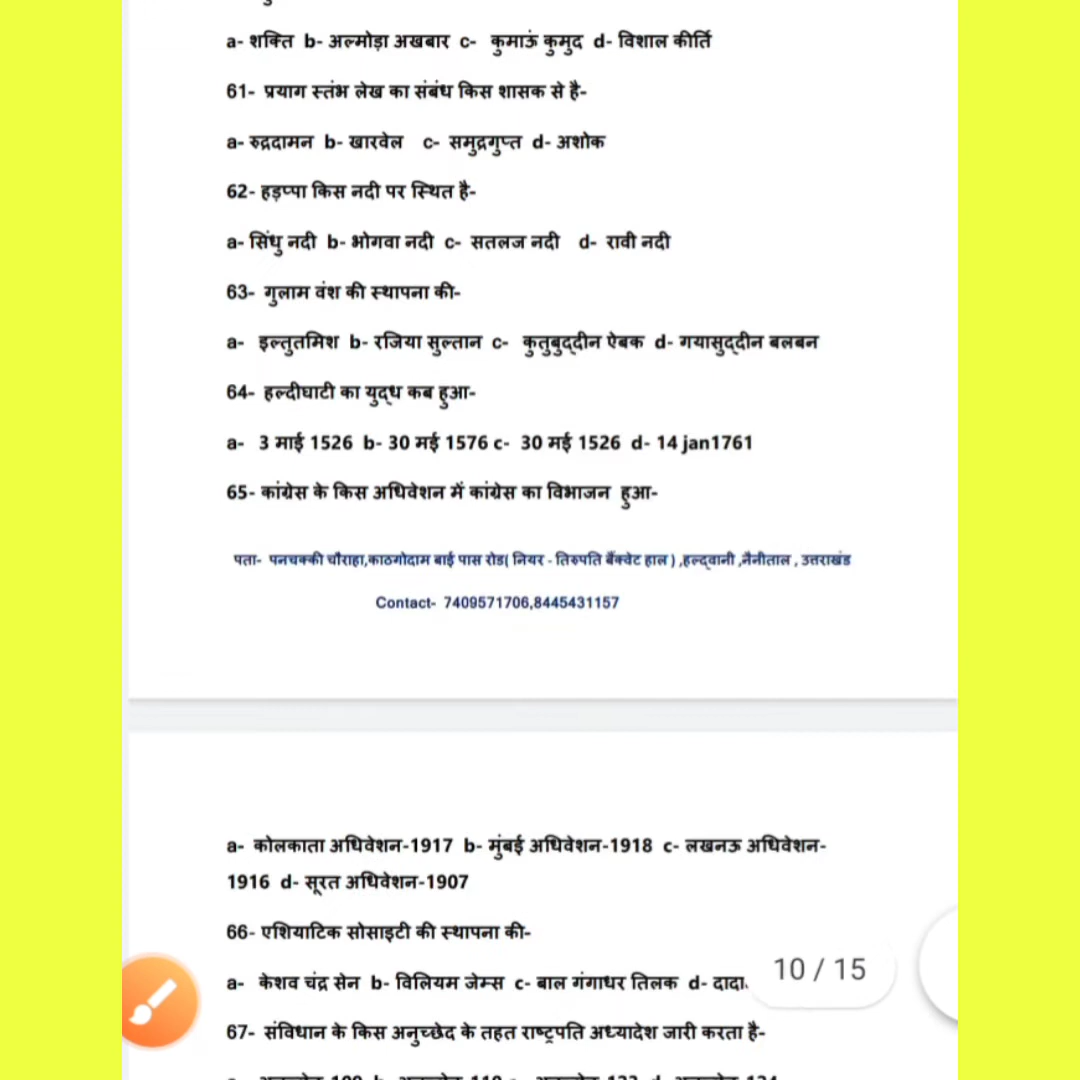 a- शक्ति b- अल्मोड़ा अखबार c- कुमाऊं कुमुद d- विशाल कीर्ति
61- प्रयाग स्तंभ लेख का संबंध किस शासक से है-
a- रुद्रदामन b- खारवेल c- समुद्रगुप्त d- अशोक
62- हड़प्पा किस नदी पर स्थित है-
a- सिंधु नदी b- भोगवा नदी c- सतलज नदी d- रावी नदी
63- गुलाम वंश की स्थापना की-
a- इल्तुतमिश b- रजिया सुल्तान c- कुतुबुद्दीन ऐबक d- गयासुद्दीन बलबन
64- हल्दीघाटी का युद्ध कब हुआ-
a- 3 माई 1526 b- 30 मई 1576 c- 30 मई 1526 d- 14 jan1761
65- कांग्रेस के किस अधिवेशन में कांग्रेस का विभाजन हुआ-
पता- पनचक्की चौराहा,काठगोदाम बाई पास रोड( नियर - तिरुपति बैंक्वेट हाल ) ,हल्द्वानी ,नैनीताल , उत्तराखंड
Contact- 7409571706,8445431157
a- कोलकाता अधिवेशन-1917 b- मुंबई अधिवेशन-1918 c- लखनऊ अधिवेशन-
1916 d- सूरत अधिवेशन-1907
66- एशियाटिक सोसाइटी की स्थापना की-
a- केशव चंद्र सेन b- विलियम जेम्स c- बाल गंगाधर तिलक d- दादा
10 / 15
67- संविधान के किस अनुच्छेद के तहत राष्ट्रपति अध्यादेश जारी करता है-